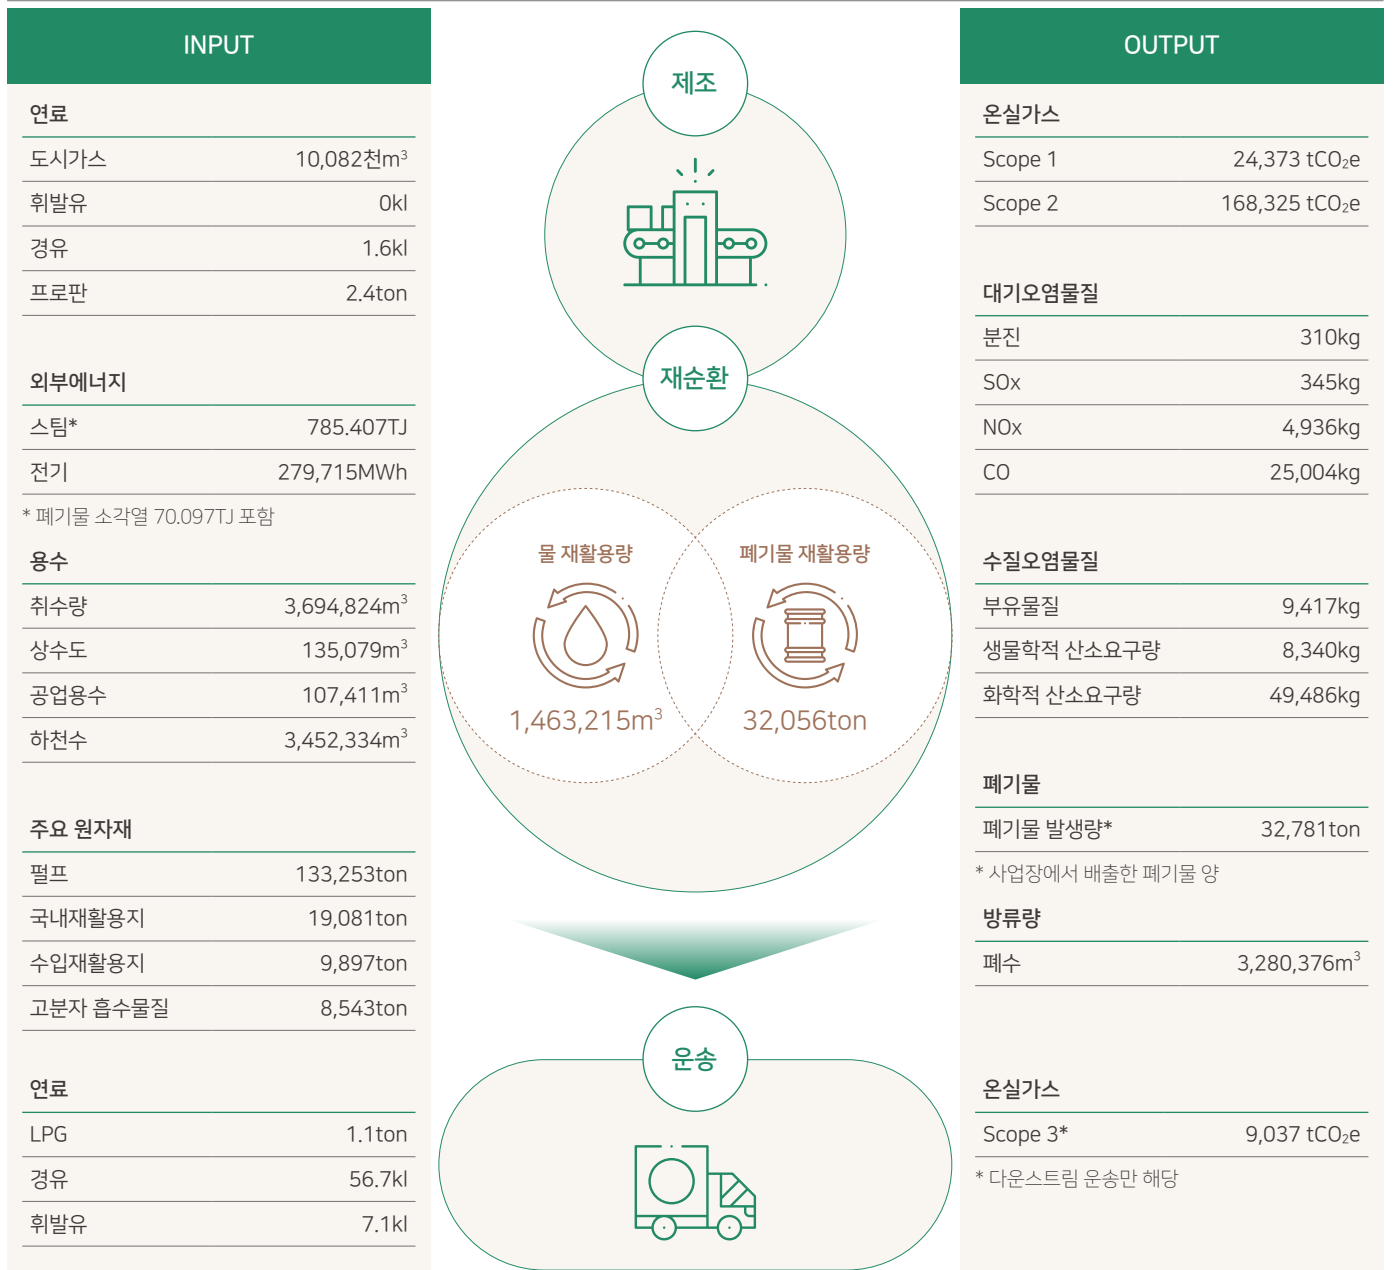 INPUT
연료
도시가스 10,082천m³
휘발유 0kl
경유 1.6kl
프로판 2.4ton
외부에너지
스팀* 785.407TJ
전기 279,715MWh
* 폐기물 소각열 70.097TJ 포함
용수
취수량 3,694,824m³
상수도 135,079m³
공업용수 107,411m³
하천수 3,452,334m³
주요 원자재
펄프 133,253ton
국내재활용지 19,081ton
수입재활용지 9,897ton
고분자 흡수물질 8,543ton
연료
LPG 1.1ton
경유 56.7kl
휘발유 7.1kl
제조
재순환
물 재활용량
1,463,215m³
폐기물 재활용량
32,056ton
운송
OUTPUT
온실가스
Scope 1 24,373 tCO₂e
Scope 2 168,325 tCO₂e
대기오염물질
분진 310kg
SOx 345kg
NOx 4,936kg
CO 25,004kg
수질오염물질
부유물질 9,417kg
생물학적 산소요구량 8,340kg
화학적 산소요구량 49,486kg
폐기물
폐기물 발생량* 32,781ton
* 사업장에서 배출한 폐기물 양
방류량
폐수 3,280,376m³
온실가스
Scope 3* 9,037 tCO₂e
* 다운스트림 운송만 해당